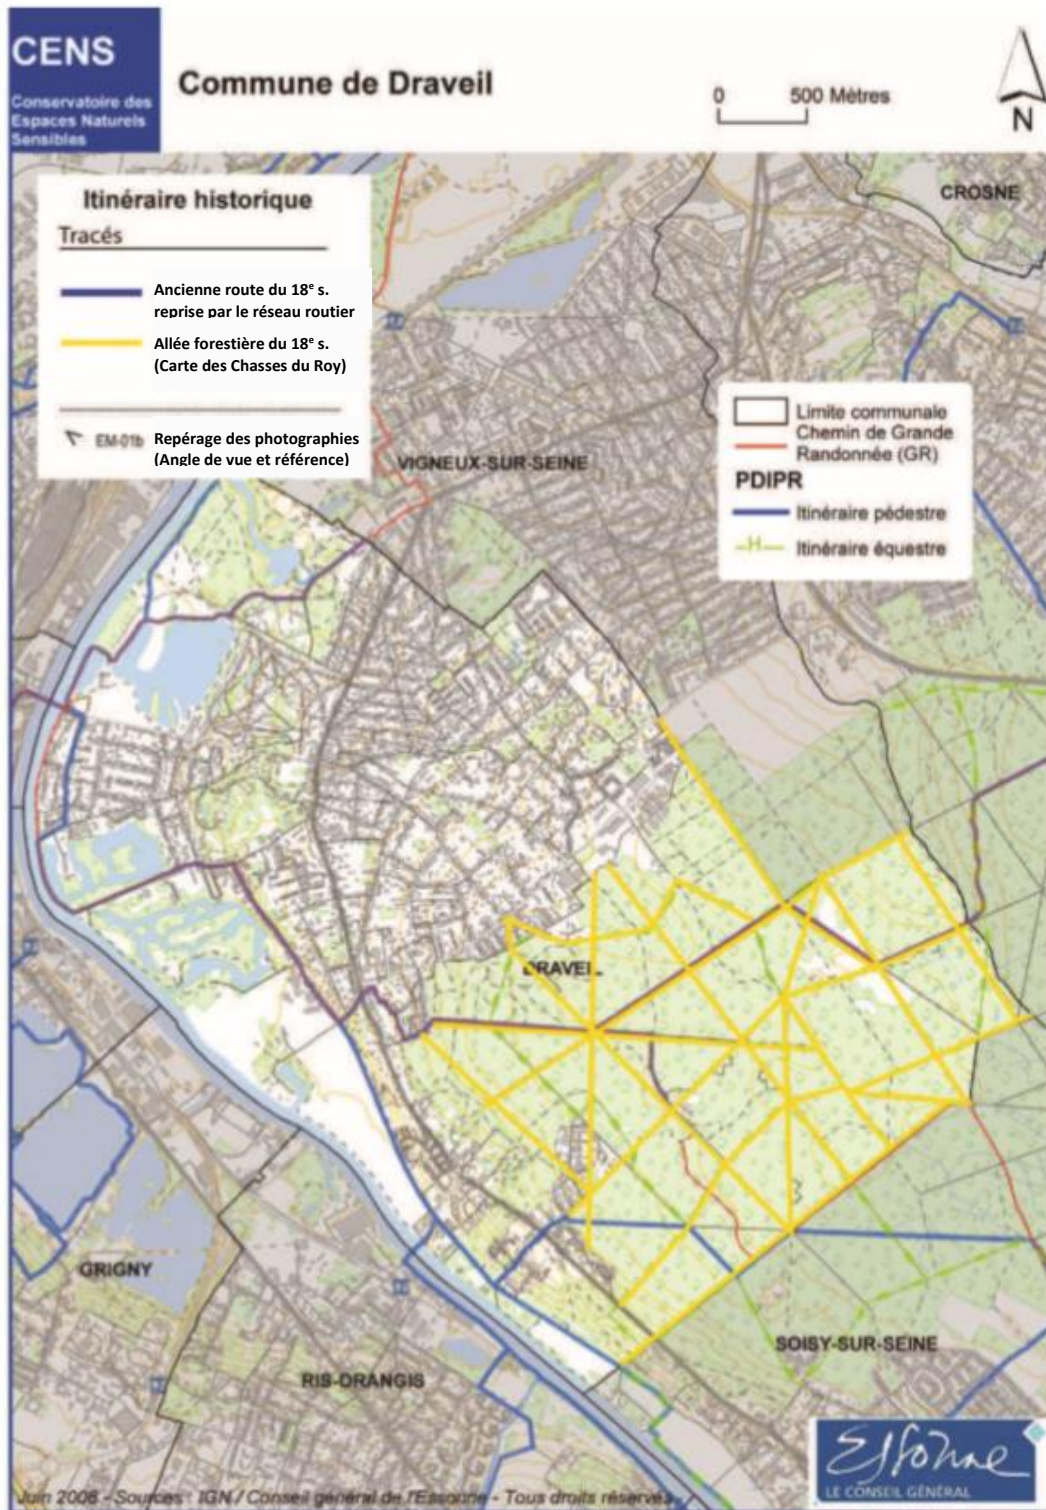 CENS
Conservatoire des
Espaces Naturels
Sensibles
Commune de Draveil
0 500 Mètres
N
Itinéraire historique
Tracés
Ancienne route du 18e s.
reprise par le réseau routier
Allée forestière du 18e s.
(Carte des Chasses du Roy)
EM-01b Repérage des photographies
(Angle de vue et référence)
CROSNE
Limite communale
Chemin de Grande
Randonnée (GR)
PDIPR
Itinéraire pédestre
-H- Itinéraire équestre
VIGNEUX-SUR-SEINE
DRAVEIL
GRIGNY
SOISY-SUR-SEINE
RIS-ORANGIS
Essonne
LE CONSEIL GÉNÉRAL
Juin 2008 - Sources : IGN / Conseil général de l'Essonne - Tous droits réservés